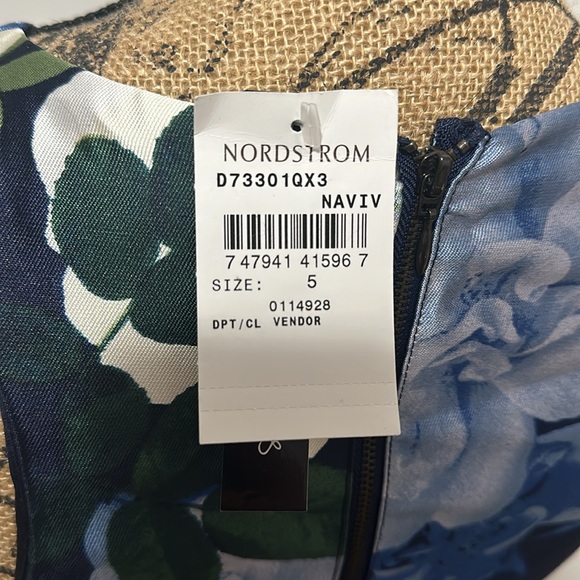 NORDSTROM
D73301QX3
NAVIV
7 47941 41596 7
SIZE: 5
0114928
DPT/CL VENDOR